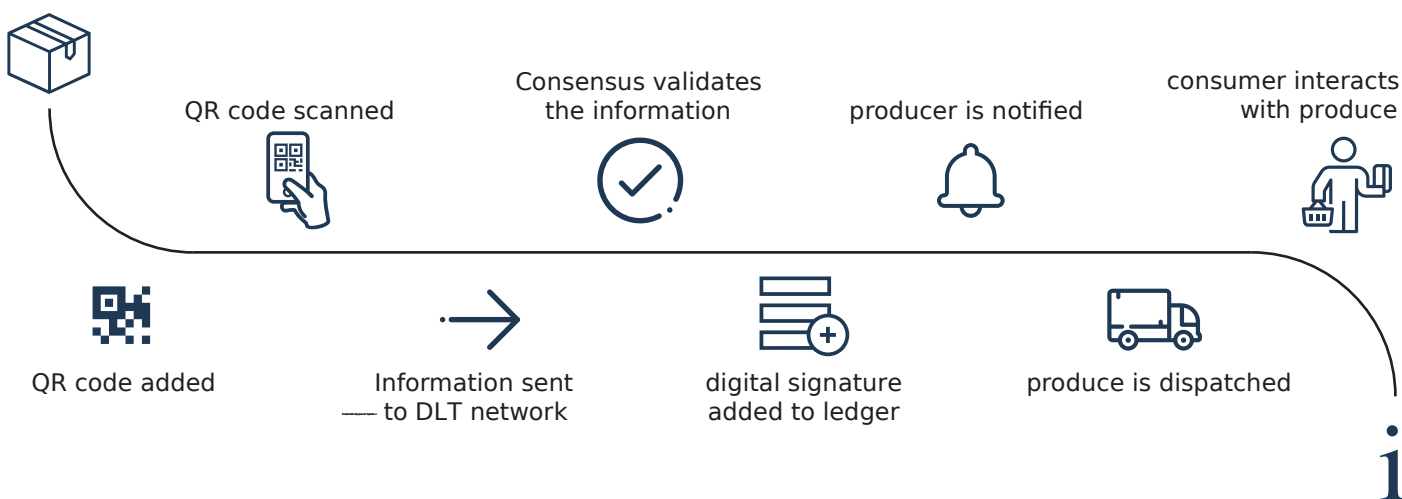 QR code added
QR code scanned
Information sent
to DLT network
Consensus validates
the information
digital signature
added to ledger
producer is notified
produce is dispatched
consumer interacts
with produce
i